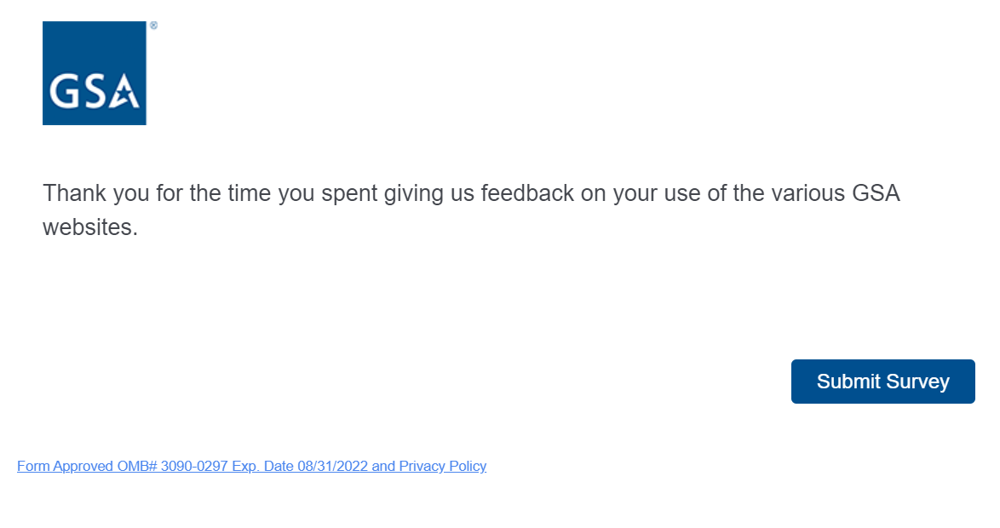 GSA
®
Thank you for the time you spent giving us feedback on your use of the various GSA
websites.
Submit Survey
Form Approved OMB# 3090-0297 Exp. Date 08/31/2022 and Privacy Policy